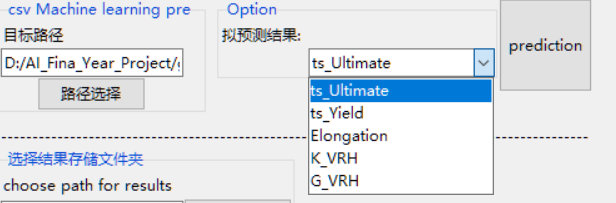 csv Machine learning pre
Option
目标路径
拟预测结果:
prediction
D:/AI_Fina_Year_Project/
ts_Ultimate
路径选择
ts_Ultimate
ts_Yield
Elongation
K_VRH
G_VRH
选择结果存储文件夹
choose path for results